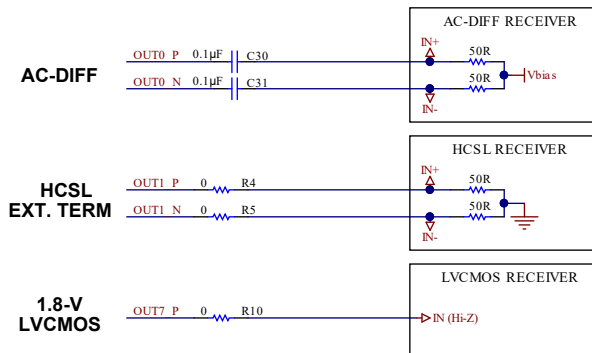 AC-DIFF RECEIVER
AC-DIFF
OUT0_P 0.1µF C30 IN+ 50R
OUT0_N 0.1µF C31 50R Vbias
IN-
HCSL RECEIVER
HCSL
EXT. TERM
OUT1_P 0 R4 IN+ 50R
OUT1_N 0 R5 50R
IN-
LVCMOS RECEIVER
1.8-V
LVCMOS
OUT7_P 0 R10 IN (Hi-Z)